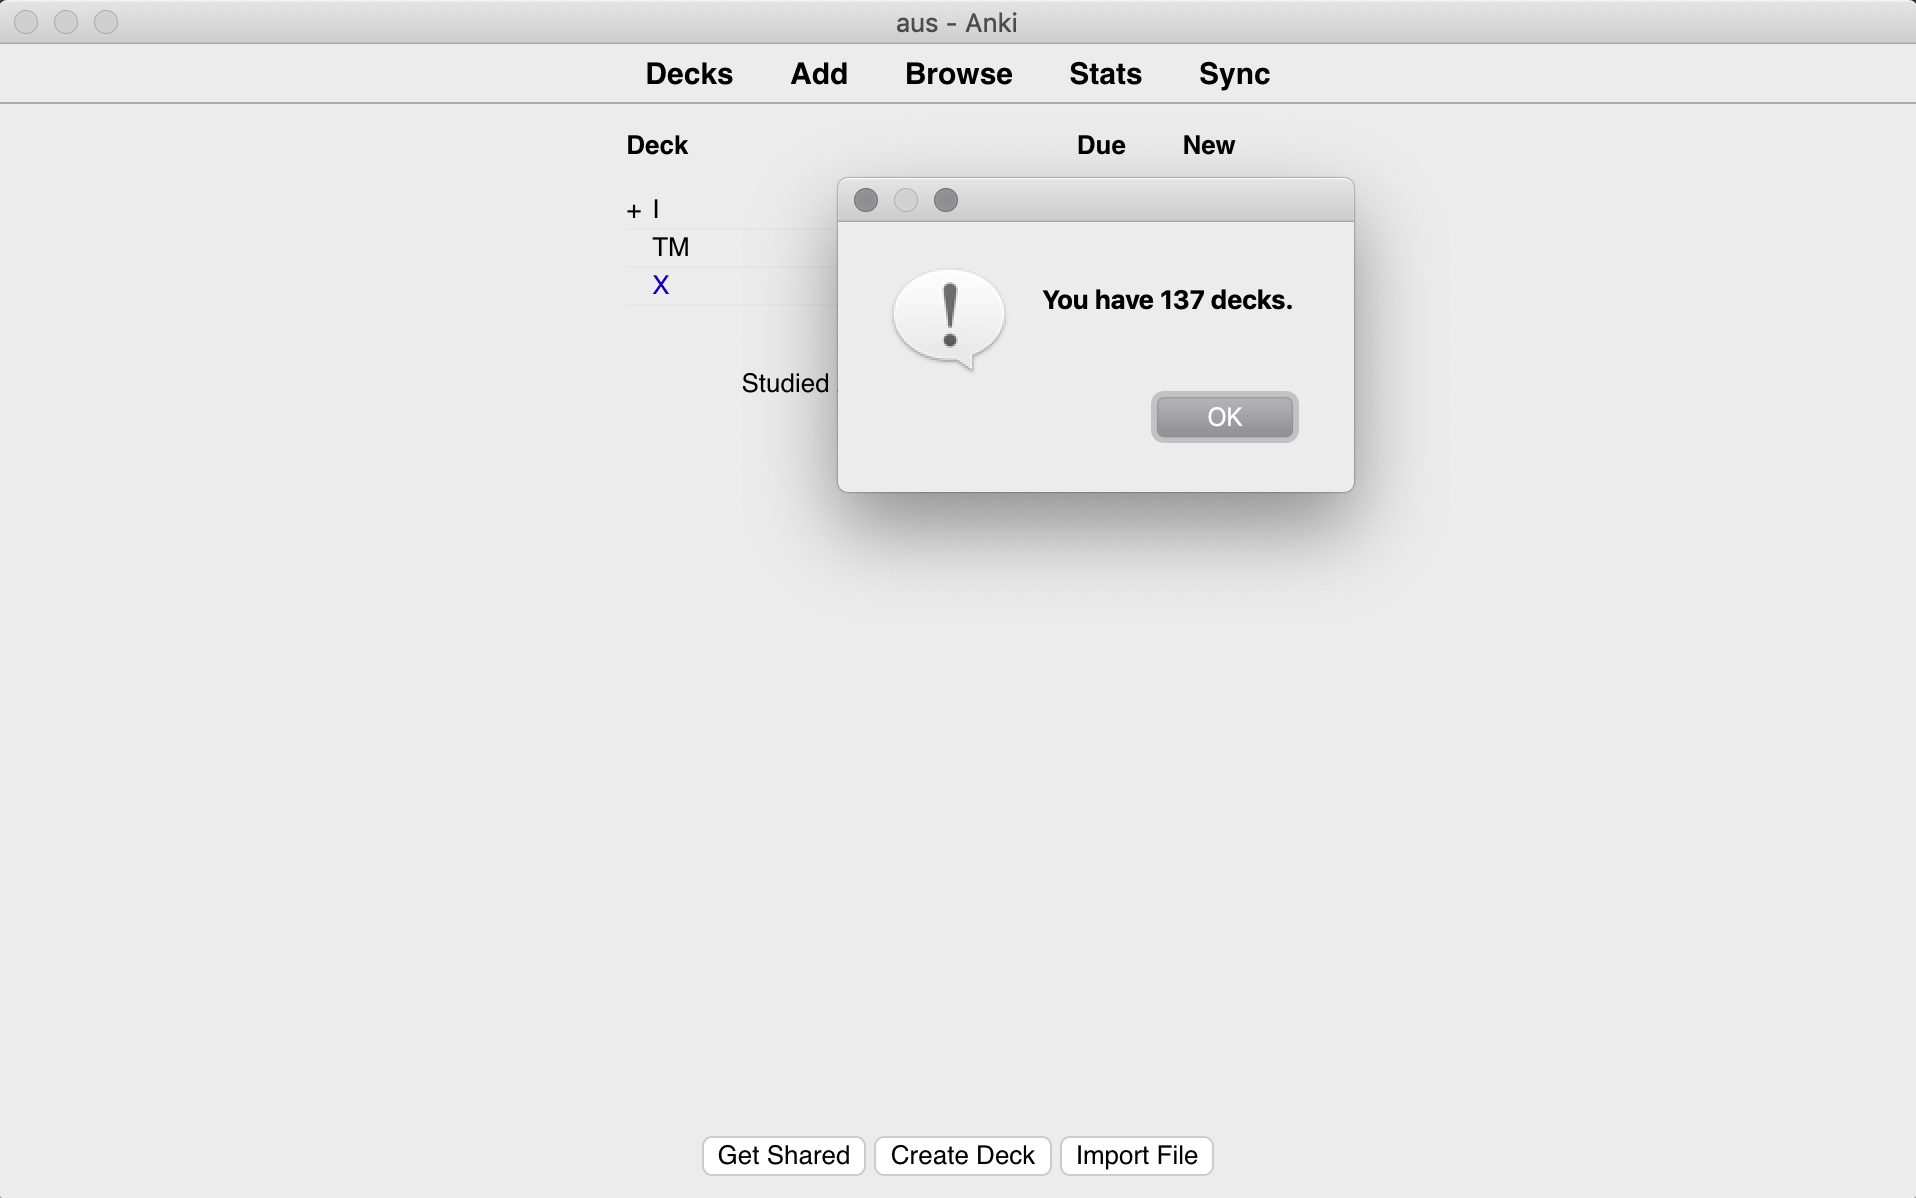 aus - Anki
Decks Add Browse Stats Sync
Deck Due New
+ I
TM
X
You have 137 decks.
Studied
OK
Get Shared Create Deck Import File